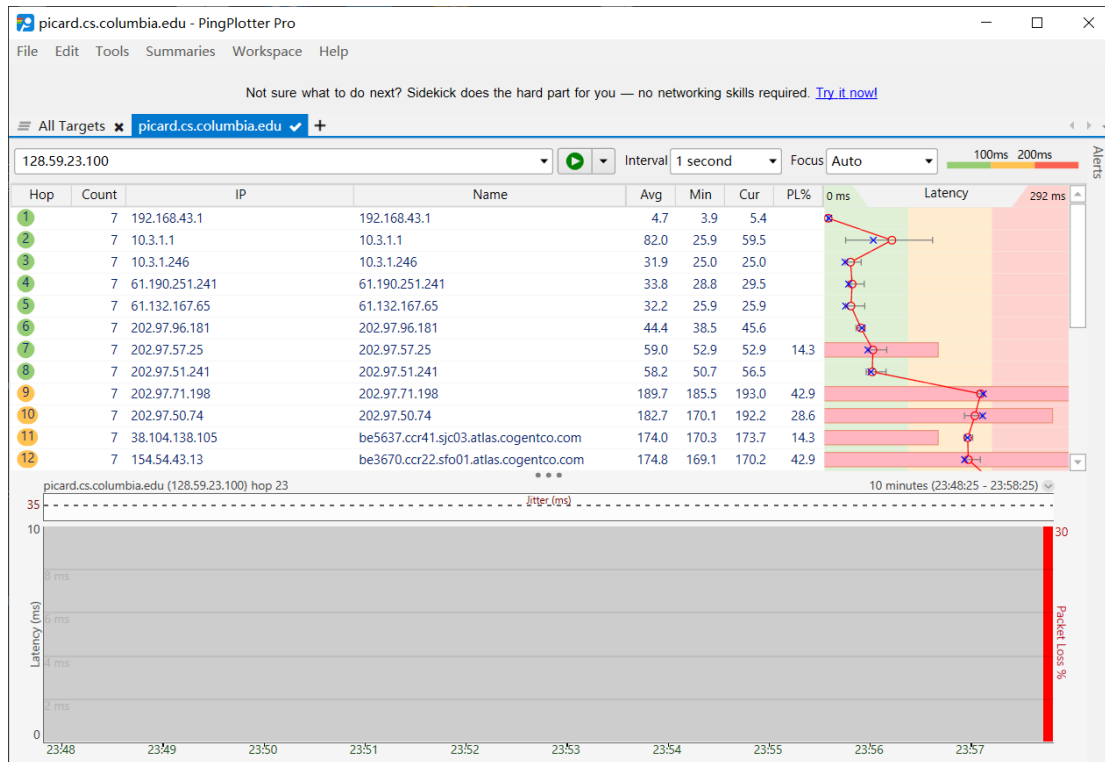 picard.cs.columbia.edu - PingPlotter Pro
File Edit Tools Summaries Workspace Help
Not sure what to do next? Sidekick does the hard part for you — no networking skills required. Try it now!
All Targets picard.cs.columbia.edu +
128.59.23.100 Interval 1 second Focus Auto 100ms 200ms Alerts
Hop Count IP Name Avg Min Cur PL% 0 ms Latency 292 ms
1 7 192.168.43.1 192.168.43.1 4.7 3.9 5.4
2 7 10.3.1.1 10.3.1.1 82.0 25.9 59.5
3 7 10.3.1.246 10.3.1.246 31.9 25.0 25.0
4 7 61.190.251.241 61.190.251.241 33.8 28.8 29.5
5 7 61.132.167.65 61.132.167.65 32.2 25.9 25.9
6 7 202.97.96.181 202.97.96.181 44.4 38.5 45.6
7 7 202.97.57.25 202.97.57.25 59.0 52.9 52.9 14.3
8 7 202.97.51.241 202.97.51.241 58.2 50.7 56.5
9 7 202.97.71.198 202.97.71.198 189.7 185.5 193.0 42.9
10 7 202.97.50.74 202.97.50.74 182.7 170.1 192.2 28.6
11 7 38.104.138.105 be5637.ccr41.sjc03.atlas.cogentco.com 174.0 170.3 173.7 14.3
12 7 154.54.43.13 be3670.ccr22.sfo01.atlas.cogentco.com 174.8 169.1 170.2 42.9
picard.cs.columbia.edu (128.59.23.100) hop 23 10 minutes (23:48:25 - 23:58:25)
35 Jitter (ms)
10 30
8 ms
6 ms
4 ms
2 ms
0
Latency (ms)
Packet Loss %
23:48 23:49 23:50 23:51 23:52 23:53 23:54 23:55 23:56 23:57